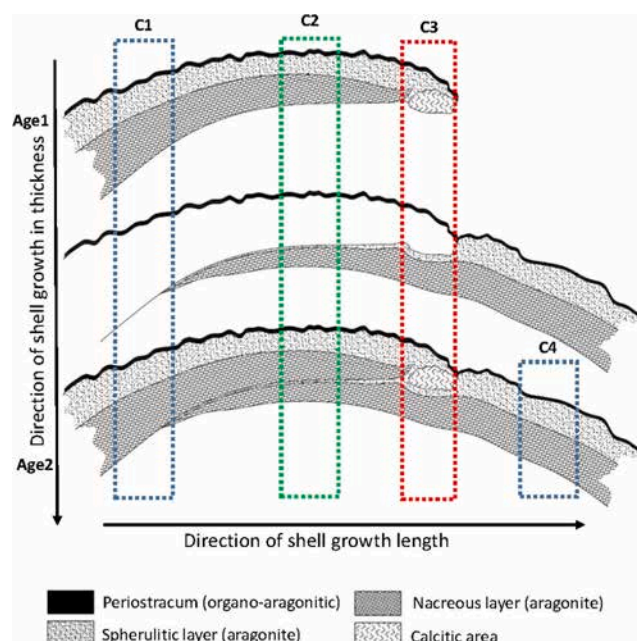 C1
C2
C3
Age1
C4
Age2
Direction of shell growth in thickness
Direction of shell growth length
Periostracum (organo-aragonitic)
Nacreous layer (aragonite)
Spherulitic layer (aragonite)
Calcitic area